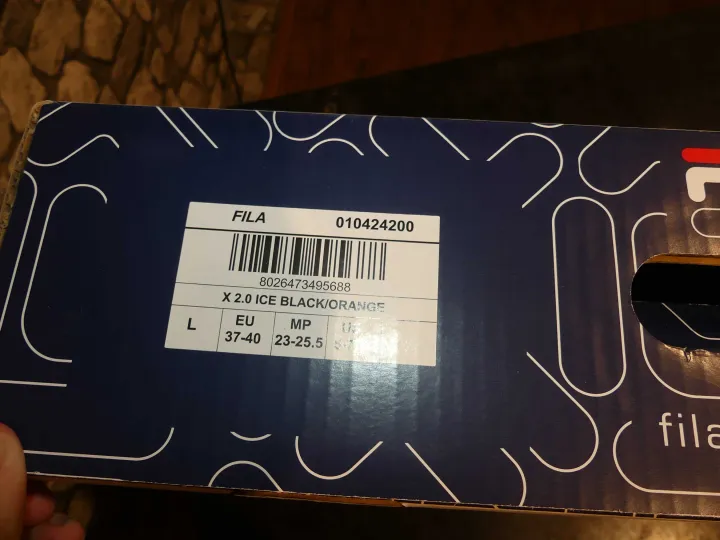 FILA 010424200
8026473495688
X 2.0 ICE BLACK/ORANGE
L EU MP
37-40 23-25.5
fila